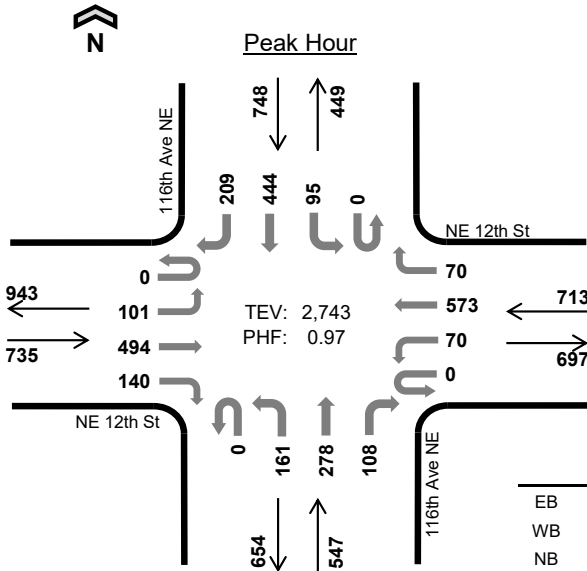 N
Peak Hour
116th Ave NE
748
449
209
444
95
0
NE 12th St
0
70
943
101
TEV: 2,743
573
713
735
494
PHF: 0.97
70
697
140
0
NE 12th St
0
161
278
108
116th Ave NE
654
547
EB
WB
NB